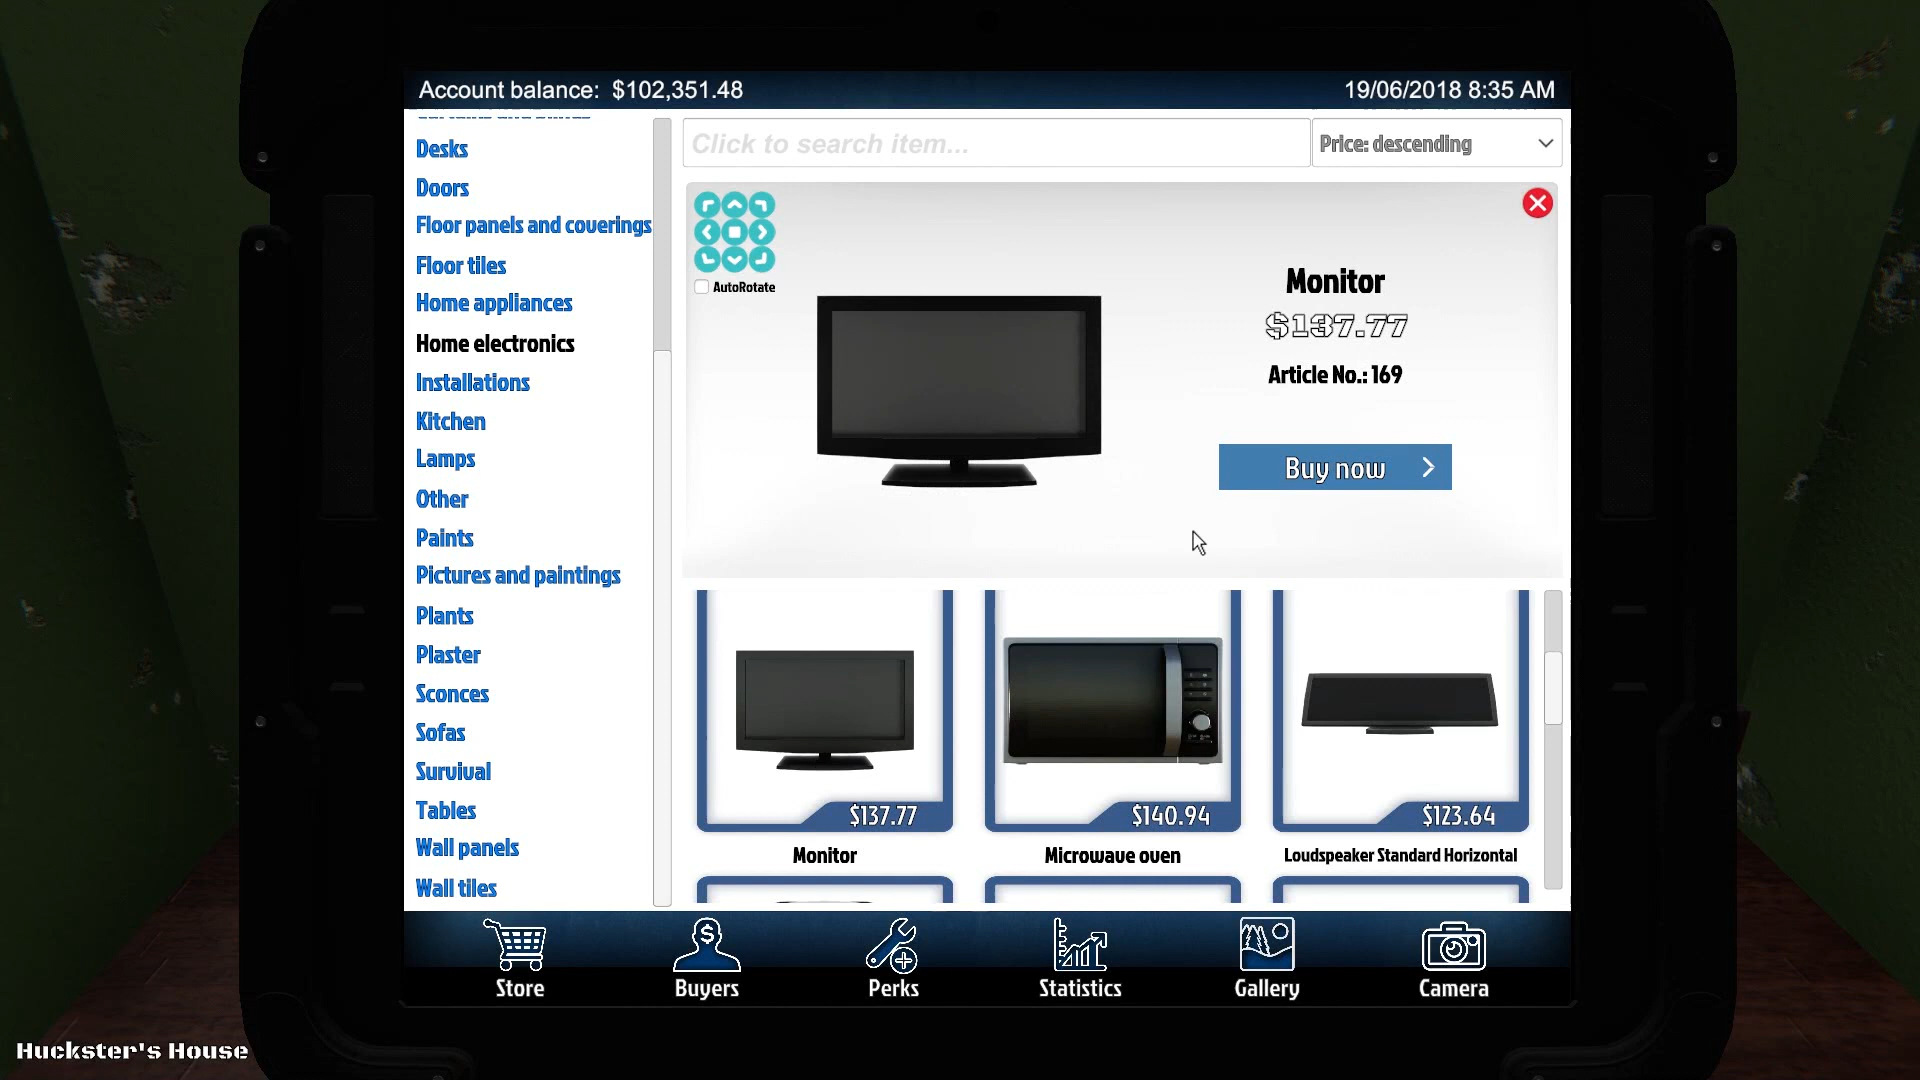 Account balance: $102,351.48
19/06/2018 8:35 AM
Desks
Doors
Floor panels and coverings
Floor tiles
Home appliances
Home electronics
Installations
Kitchen
Lamps
Other
Paints
Pictures and paintings
Plants
Plaster
Sconces
Sofas
Survival
Tables
Wall panels
Wall tiles
Click to search item...
Price: descending
AutoRotate
Monitor
$137.77
Article No.: 169
Buy now
$137.77
$140.94
$123.64
Monitor
Microwave oven
Loudspeaker Standard Horizontal
Store
Buyers
Perks
Statistics
Gallery
Camera
Huckster's House